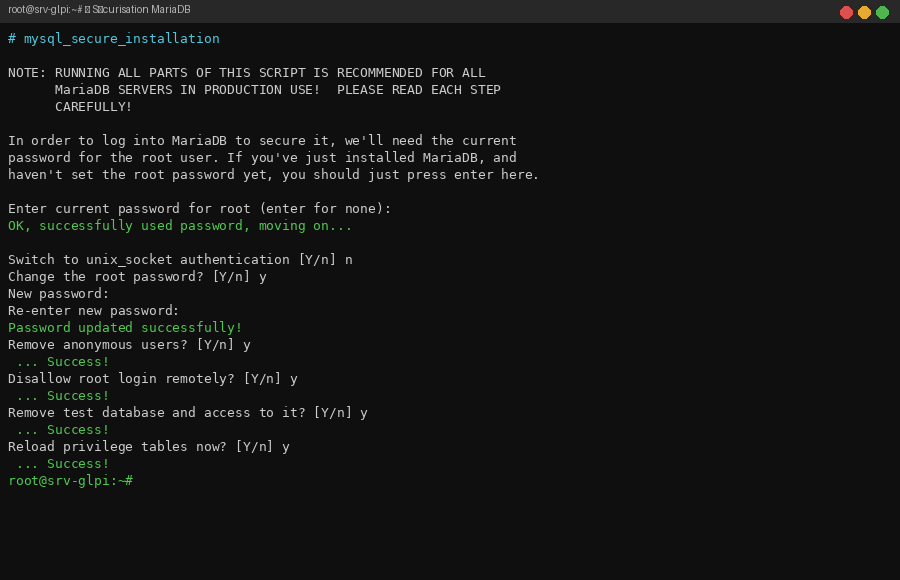 root@srv-glpi:~# ▯ S▯curisation MariaDB
# mysql_secure_installation
NOTE: RUNNING ALL PARTS OF THIS SCRIPT IS RECOMMENDED FOR ALL
MariaDB SERVERS IN PRODUCTION USE!  PLEASE READ EACH STEP
CAREFULLY!
In order to log into MariaDB to secure it, we'll need the current
password for the root user. If you've just installed MariaDB, and
haven't set the root password yet, you should just press enter here.
Enter current password for root (enter for none):
OK, successfully used password, moving on...
Switch to unix_socket authentication [Y/n] n
Change the root password? [Y/n] y
New password:
Re-enter new password:
Password updated successfully!
Remove anonymous users? [Y/n] y
... Success!
Disallow root login remotely? [Y/n] y
... Success!
Remove test database and access to it? [Y/n] y
... Success!
Reload privilege tables now? [Y/n] y
... Success!
root@srv-glpi:~#